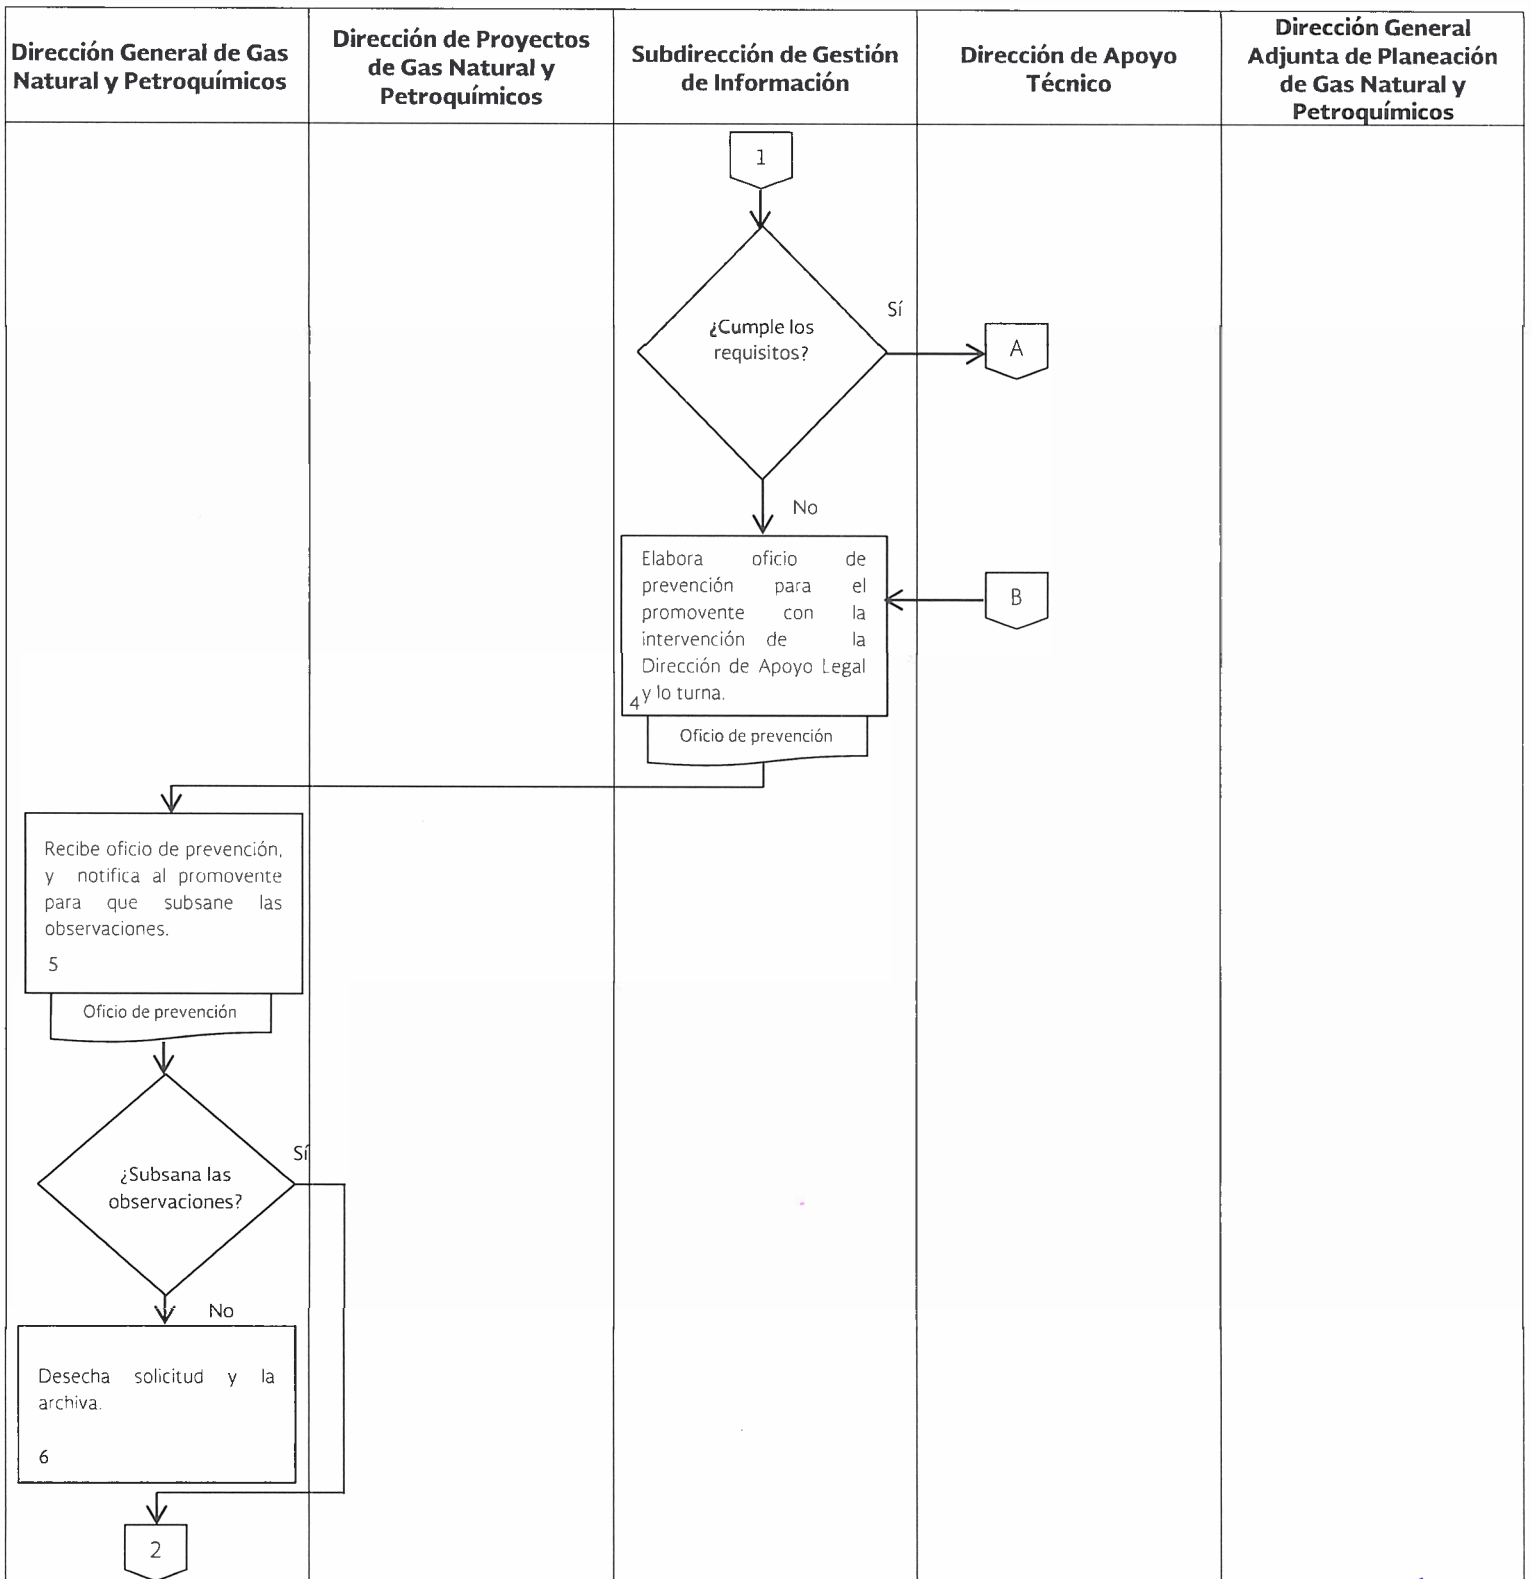 Dirección General de Gas
Natural y Petroquímicos
Dirección de Proyectos
de Gas Natural y
Petroquímicos
Subdirección de Gestión
de Información
Dirección de Apoyo
Técnico
Dirección General
Adjunta de Planeación
de Gas Natural y
Petroquímicos
1
¿Cumple los
requisitos?
Sí
A
No
Elabora oficio de
prevención para el
promovente con la
intervención de la
Dirección de Apoyo Legal
y lo turna.
4
B
Oficio de prevención
Recibe oficio de prevención,
y notifica al promovente
para que subsane las
observaciones.
5
Oficio de prevención
¿Subsana las
observaciones?
Sí
No
Desecha solicitud y la
archiva.
6
2